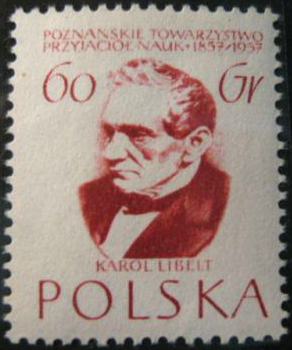 POZNAŃSKIE TOWARZYSTWO
PRZYJACIÓŁ NAUK • 1857/1957
60 Gr
KAROL LIBELT
POLSKA